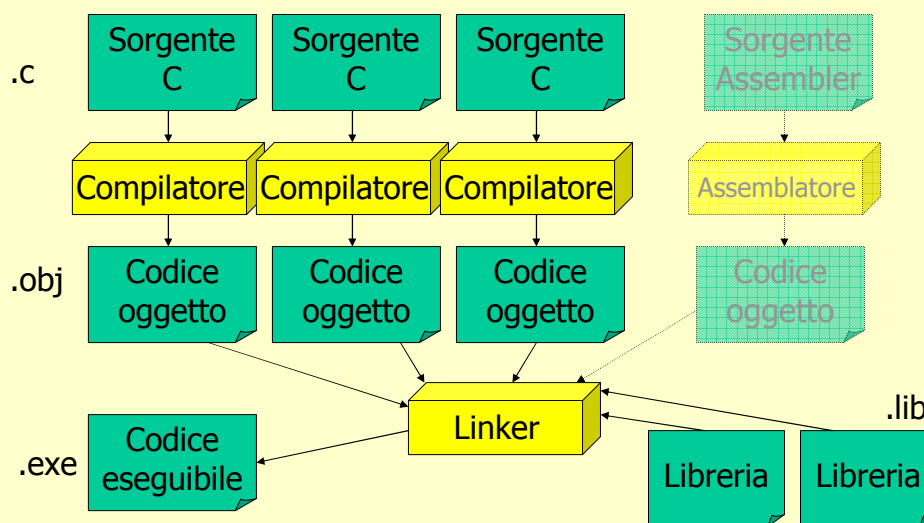 .c
Sorgente
C
Sorgente
C
Sorgente
C
Sorgente
Assembler
Compilatore
Compilatore
Compilatore
Assemblatore
.obj
Codice
oggetto
Codice
oggetto
Codice
oggetto
Codice
oggetto
Linker
.lib
.exe
Codice
eseguibile
Libreria
Libreria